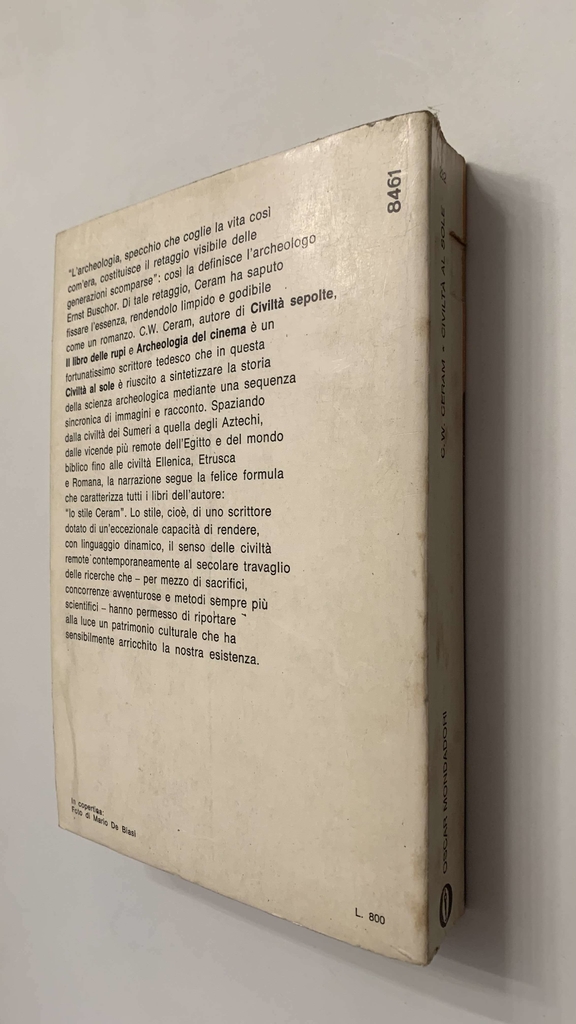 "L'archeologia, specchio che coglie la vita così
com'era, costituisce il retaggio visibile delle
generazioni scomparse": così la definisce l'archeologo
Ernst Buschor. Di tale retaggio, Ceram ha saputo
fissare l'essenza, rendendolo limpido e godibile
come un romanzo. C.W. Ceram, autore di Civiltà sepolte,
Il libro delle rupi e Archeologia del cinema è un
fortunatissimo scrittore tedesco che in questa
Civiltà al sole è riuscito a sintetizzare la storia
della scienza archeologica mediante una sequenza
sincronica di immagini e racconto. Spaziando
dalla civiltà dei Sumeri a quella degli Aztechi,
dalle vicende più remote dell'Egitto e del mondo
biblico fino alle civiltà Ellenica, Etrusca
e Romana, la narrazione segue la felice formula
che caratterizza tutti i libri dell'autore:
"lo stile Ceram". Lo stile, cioè, di uno scrittore
dotato di un'eccezionale capacità di rendere,
con linguaggio dinamico, il senso delle civiltà
remote contemporaneamente al secolare travaglio
delle ricerche che – per mezzo di sacrifici,
concorrenze avventurose e metodi sempre più
scientifici – hanno permesso di riportare
alla luce un patrimonio culturale che ha
sensibilmente arricchito la nostra esistenza.
In copertina:
Foto di Mario De Biasi
L. 800
8461
C.W. CERAM • CIVILTÀ AL SOLE
OSCAR MONDADORI